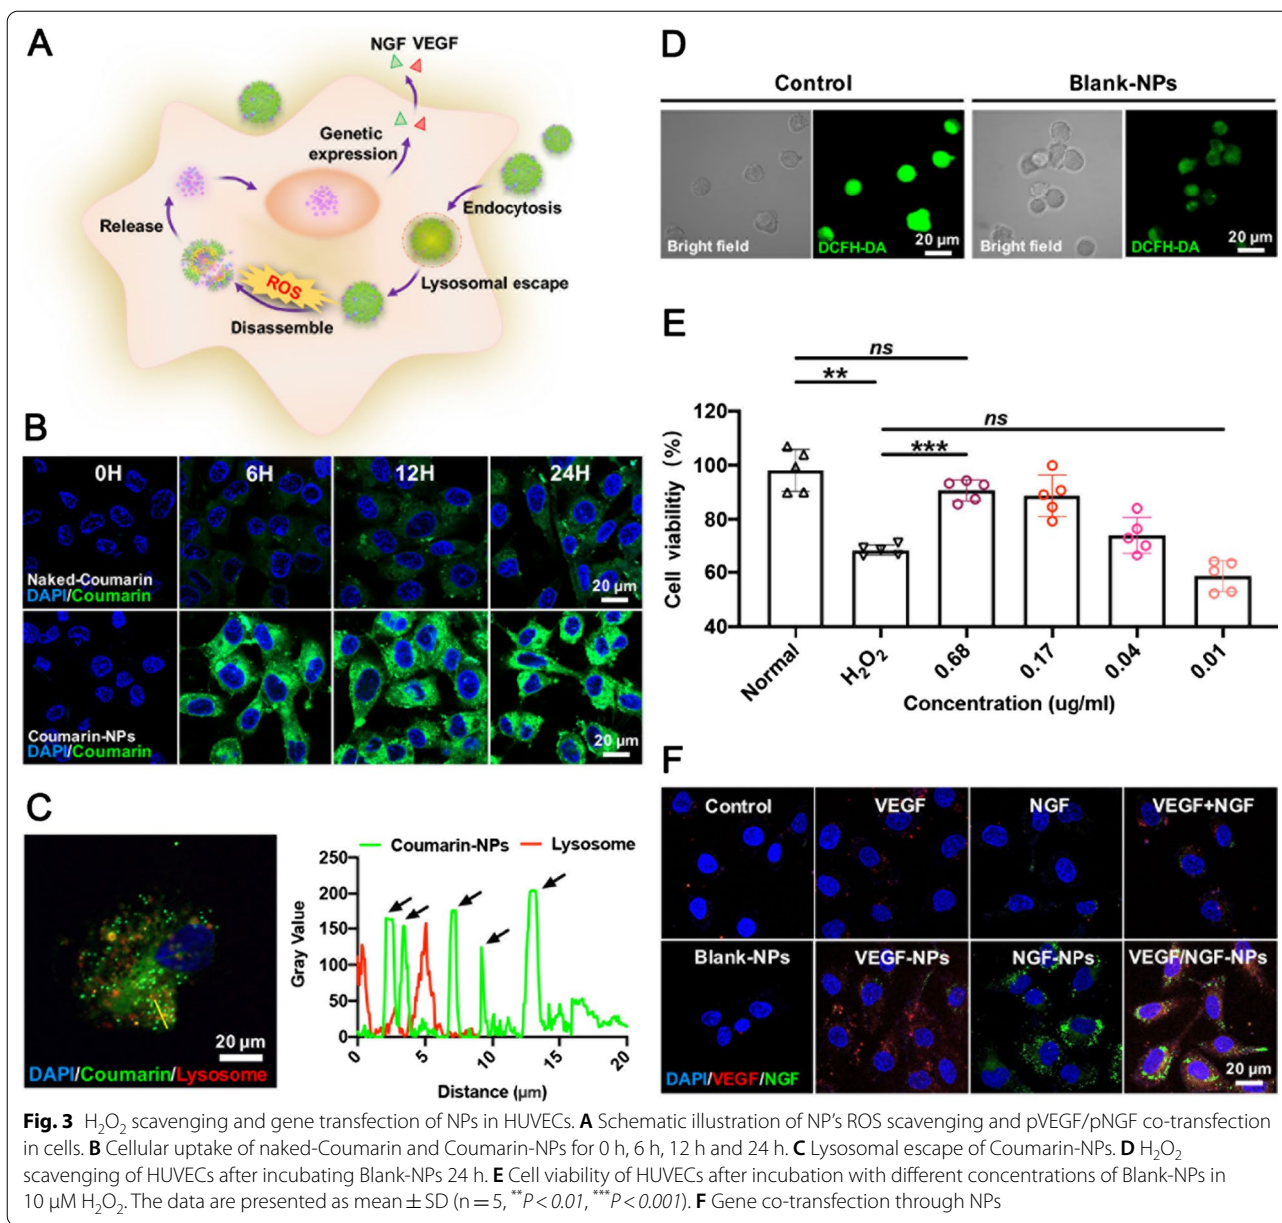 A
NGF VEGF
Genetic
expression
Endocytosis
Release
Lysosomal escape
ROS
Disassemble
B
0H 6H 12H 24H
Naked-Coumarin
DAPI/Coumarin
20 µm
Coumarin-NPs
DAPI/Coumarin
20 µm
C
20 µm
DAPI/Coumarin/Lysosome
Coumarin-NPs Lysosome
Gray Value
250
200
150
100
50
0
0 5 10 15 20
Distance (µm)
D
Control Blank-NPs
Bright field
DCFH-DA
20 µm
Bright field
DCFH-DA
20 µm
E
ns
**
ns
***
Cell viabilitiy (%)
120
100
80
60
40
Normal H₂O₂ 0.68 0.17 0.04 0.01
Concentration (ug/ml)
F
Control VEGF NGF VEGF+NGF
Blank-NPs VEGF-NPs NGF-NPs VEGF/NGF-NPs
DAPI/VEGF/NGF
20 µm
Fig. 3 H₂O₂ scavenging and gene transfection of NPs in HUVECs. A Schematic illustration of NP's ROS scavenging and pVEGF/pNGF co-transfection
in cells. B Cellular uptake of naked-Coumarin and Coumarin-NPs for 0 h, 6 h, 12 h and 24 h. C Lysosomal escape of Coumarin-NPs. D H₂O₂
scavenging of HUVECs after incubating Blank-NPs 24 h. E Cell viability of HUVECs after incubation with different concentrations of Blank-NPs in
10 µM H₂O₂. The data are presented as mean ± SD (n = 5, **P < 0.01, ***P < 0.001). F Gene co-transfection through NPs